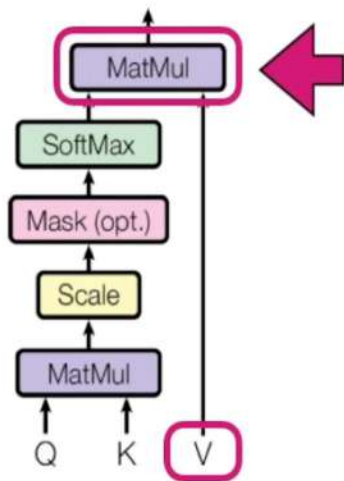 MatMul
SoftMax
Mask (opt.)
Scale
MatMul
Q K V